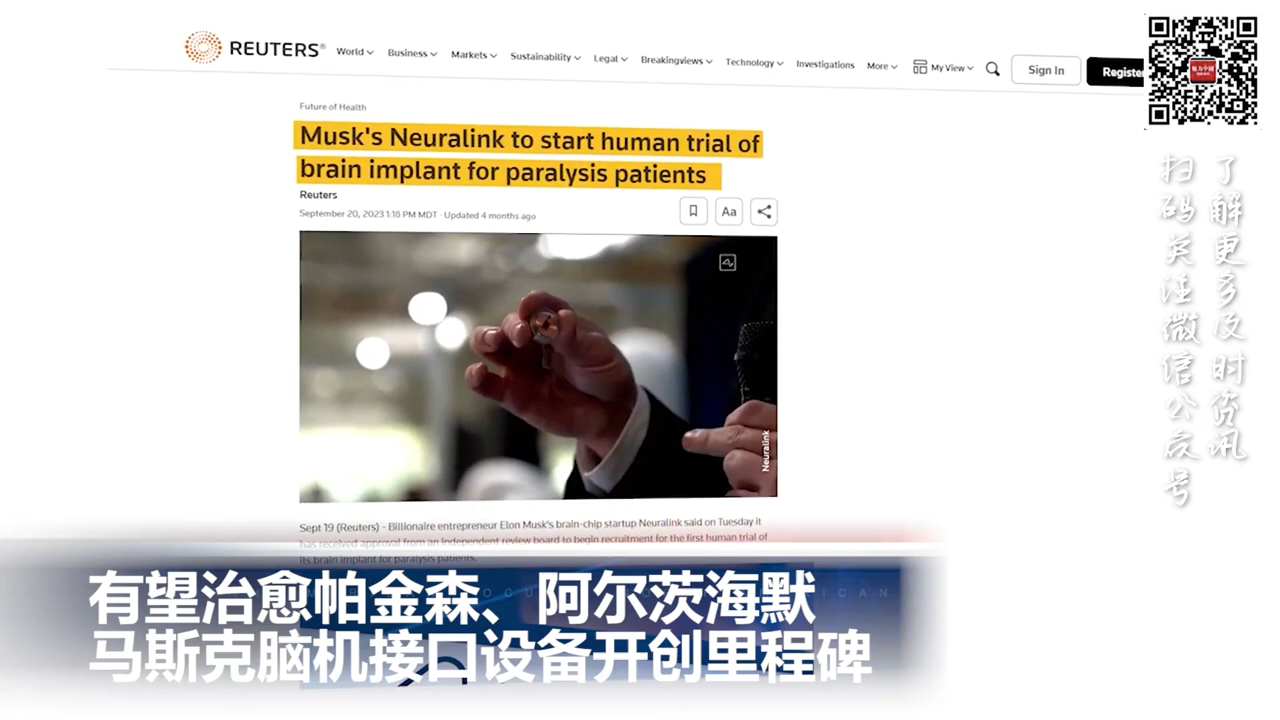 REUTERS
World Business Markets Sustainability Legal Breakingviews Technology Investigations More My View Sign In Register
Future of Health
Musk's Neuralink to start human trial of
brain implant for paralysis patients
Reuters
September 20, 2023 1:18 PM MDT · Updated 4 months ago
Aa
Neuralink
Sept 19 (Reuters) - Billionaire entrepreneur Elon Musk's brain-chip startup Neuralink said on Tuesday it
has received approval from an independent review board to begin recruitment for the first human trial of
its brain implant for paralysis patients.
有望治愈帕金森、阿尔茨海默
马斯克脑机接口设备开创里程碑
了解更多及时资讯
扫码关注微信公众号